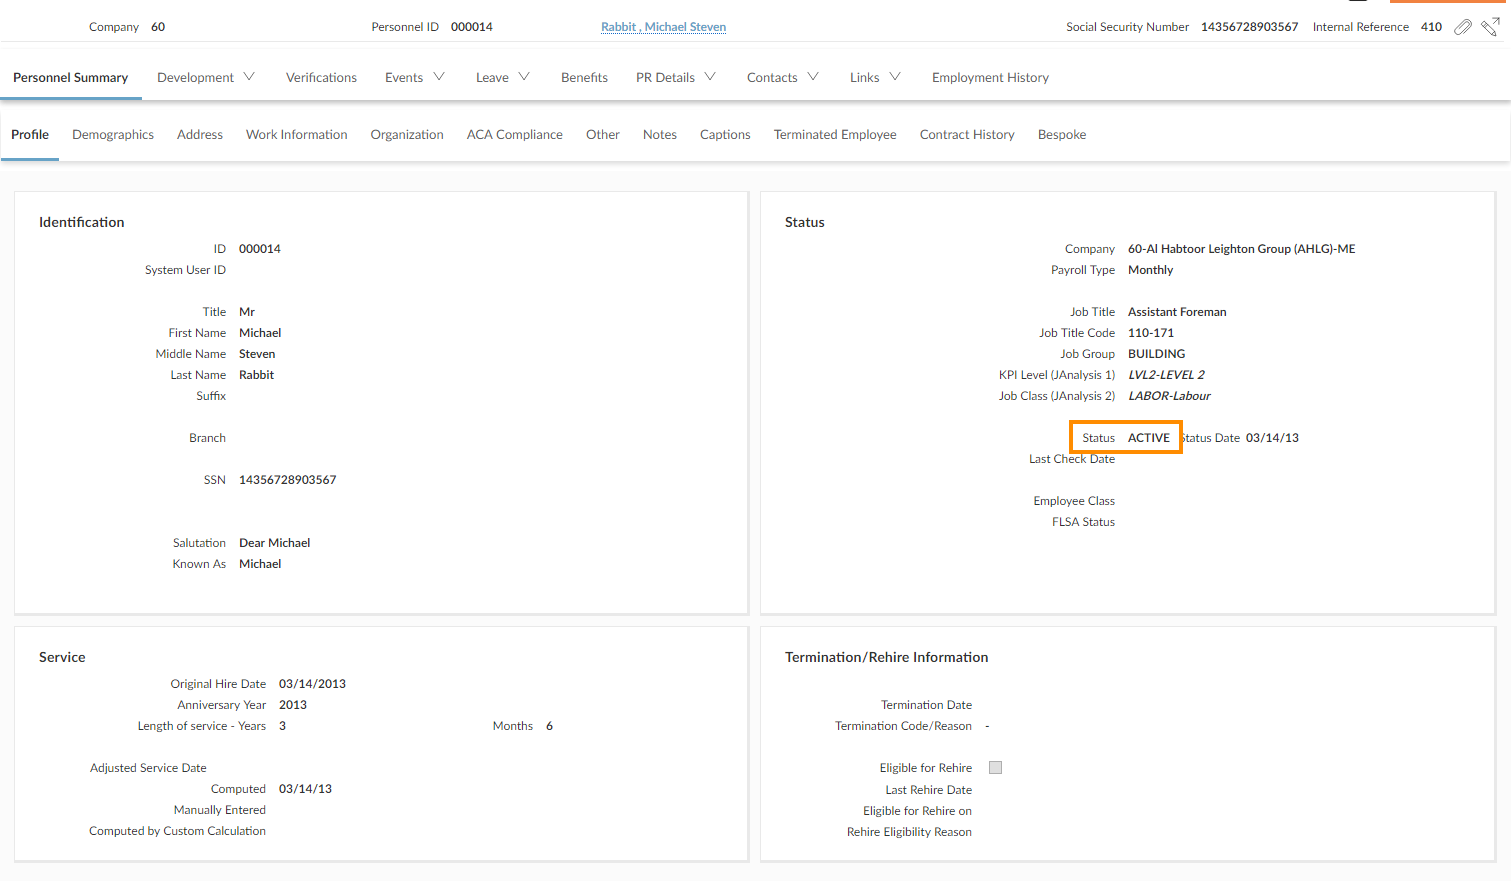 Company 60 Personnel ID 000014 Rabbit , Michael Steven Social Security Number 14356728903567 Internal Reference 410
Personnel Summary Development Verifications Events Leave Benefits PR Details Contacts Links Employment History
Profile Demographics Address Work Information Organization ACA Compliance Other Notes Captions Terminated Employee Contract History Bespoke
Identification
ID 000014
System User ID
Title Mr
First Name Michael
Middle Name Steven
Last Name Rabbit
Suffix
Branch
SSN 14356728903567
Salutation Dear Michael
Known As Michael
Status
Company 60-Al Habtoor Leighton Group (AHLG)-ME
Payroll Type Monthly
Job Title Assistant Foreman
Job Title Code 110-171
Job Group BUILDING
KPI Level (JAnalysis 1) LVL2-LEVEL 2
Job Class (JAnalysis 2) LABOR-Labour
Status ACTIVE Status Date 03/14/13
Last Check Date
Employee Class
FLSA Status
Service
Original Hire Date 03/14/2013
Anniversary Year 2013
Length of service - Years 3 Months 6
Adjusted Service Date
Computed 03/14/13
Manually Entered
Computed by Custom Calculation
Termination/Rehire Information
Termination Date
Termination Code/Reason -
Eligible for Rehire
Last Rehire Date
Eligible for Rehire on
Rehire Eligibility Reason